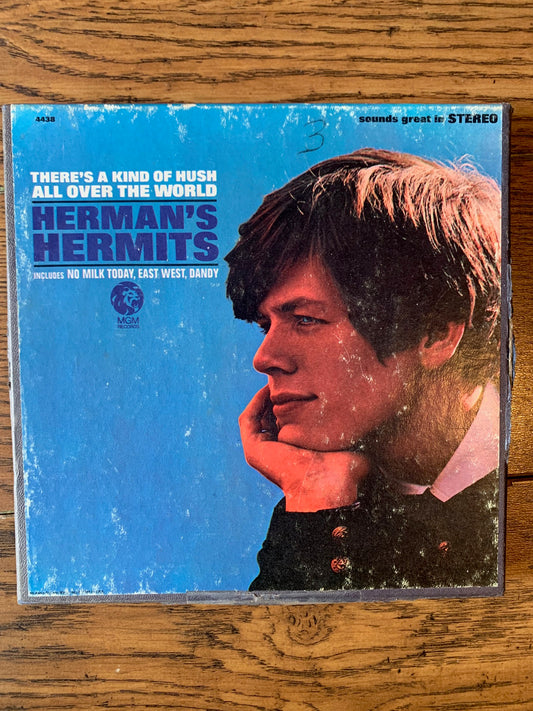 4438
sounds great in STEREO
3
THERE'S A KIND OF HUSH
ALL OVER THE WORLD
HERMAN'S
HERMITS
INCLUDES NO MILK TODAY, EAST WEST, DANDY
MGM
RECORDS